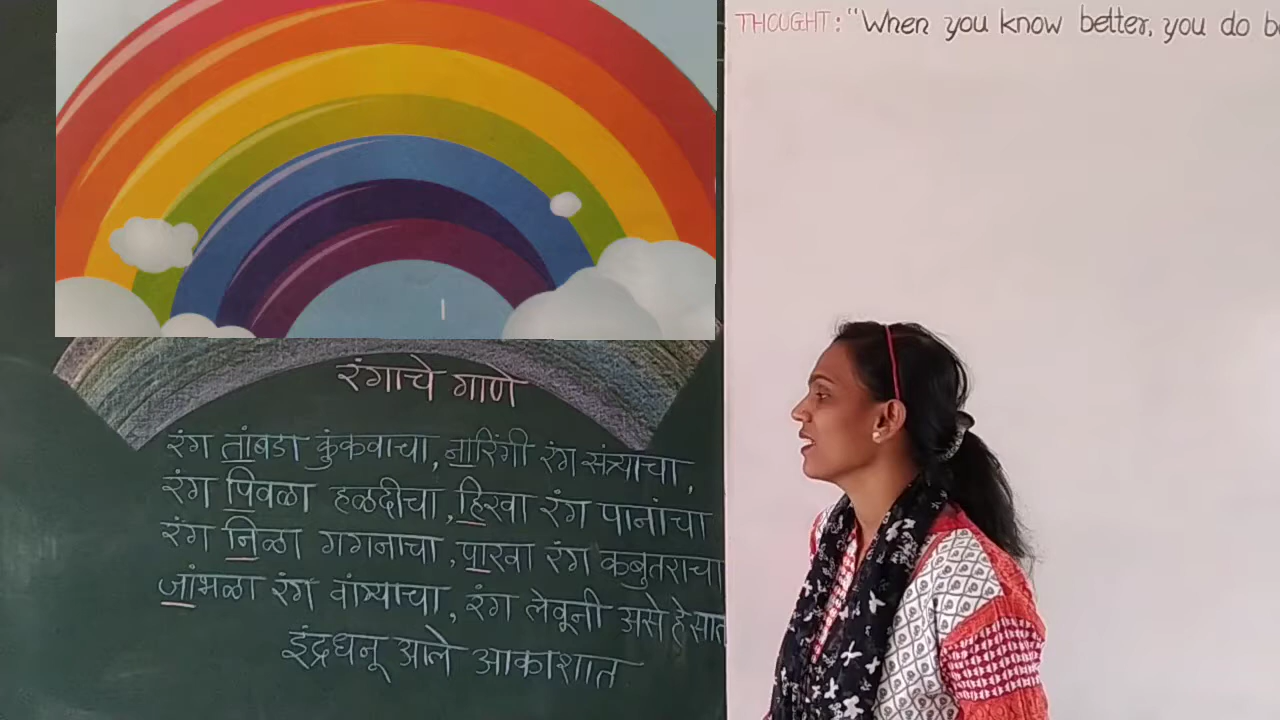 THOUGHT: "When you know better, you do
रंगाचे गाणे
रंग तांबडा कुंकवाचा, नारिंगी रंग संत्र्याचा,
रंग पिवळा हळदीचा, हिरवा रंग पानांचा
रंग निळा गगनाचा, पारवा रंग कबुतराचा
जांभळा रंग वांग्याचा, रंग लेवूनी असे हे सात
इंद्रधनू आले आकाशात